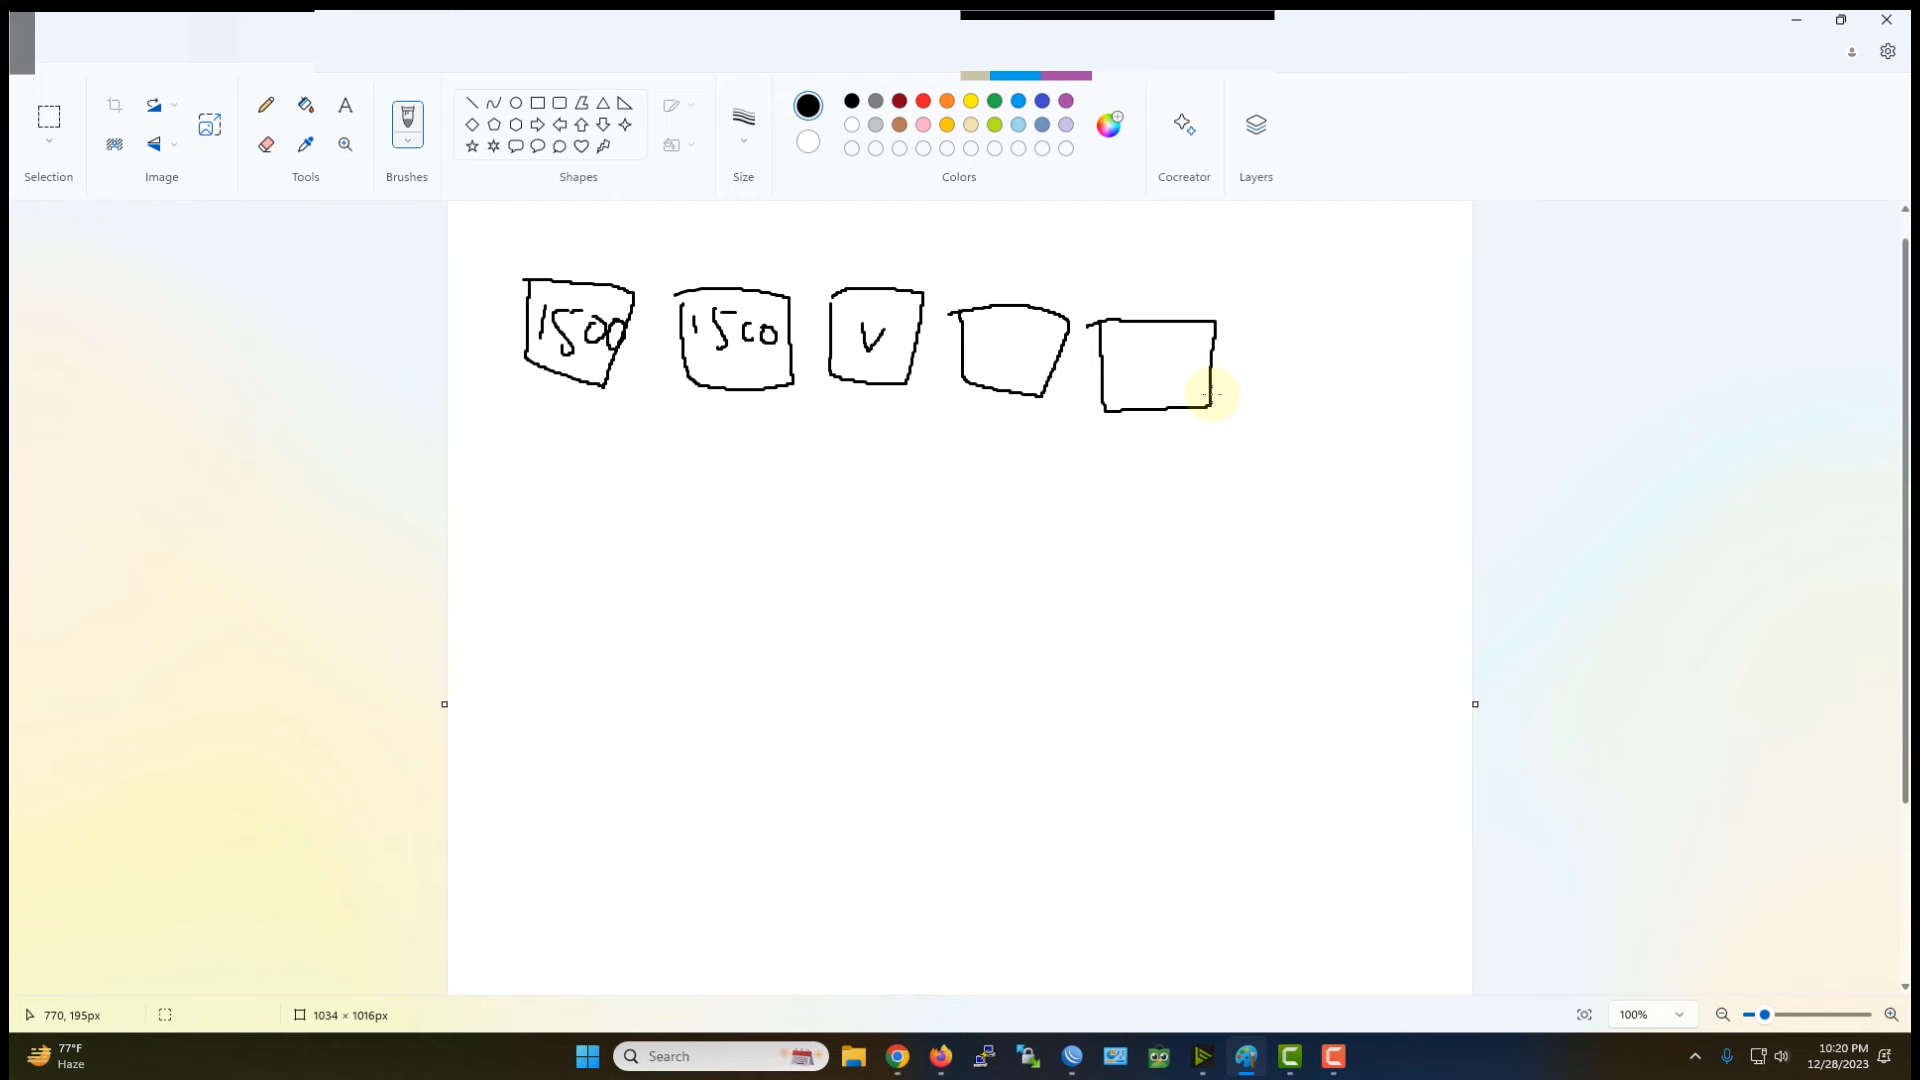 Selection
Image
Tools
Brushes
Shapes
Size
Colors
Cocreator
Layers
1500 1500 V
770, 195px
1034 × 1016px
100%
77°F
Haze
Search
10:20 PM
12/28/2023